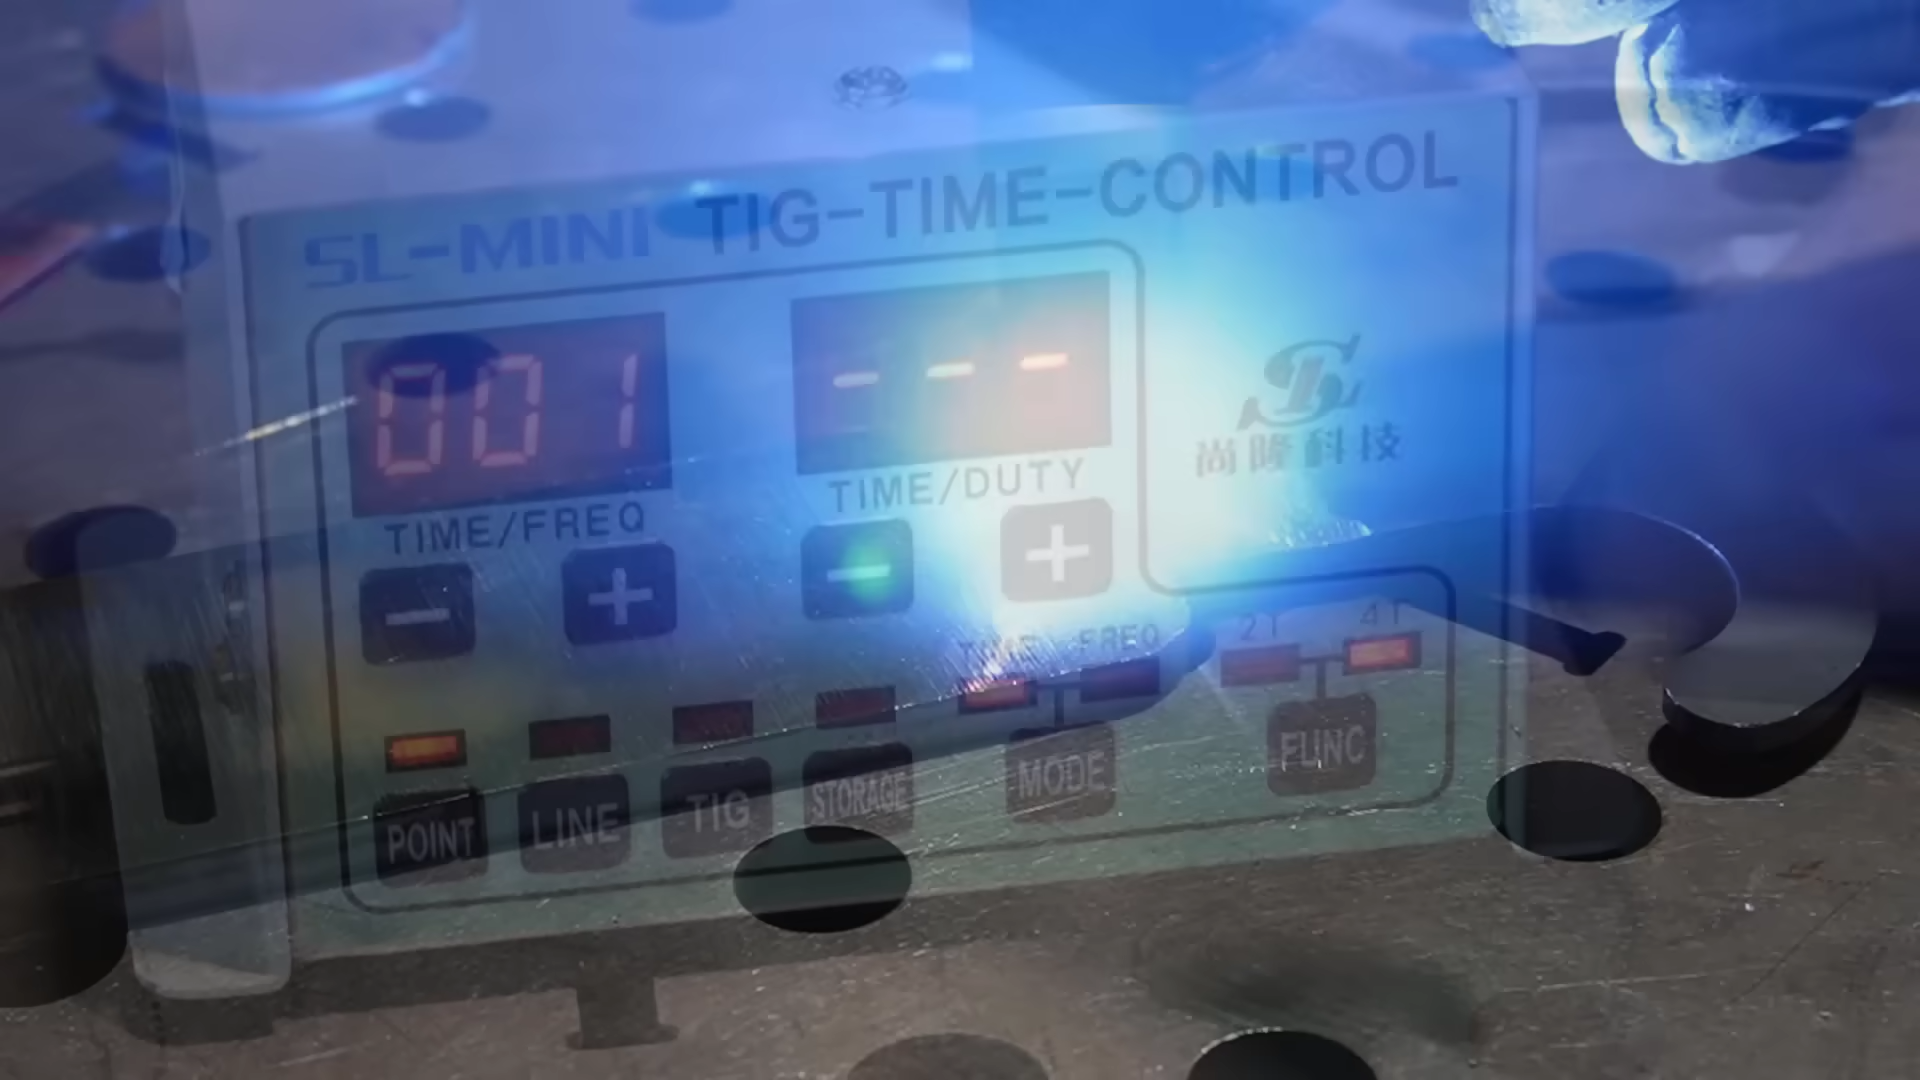 SL-MINI TIG-TIME-CONTROL
001
- - -
尚隆科技
TIME/FREQ
TIME/DUTY
- +
- +
TIME FREQ
2T 4T
POINT
LINE
TIG
STORAGE
MODE
FUNC